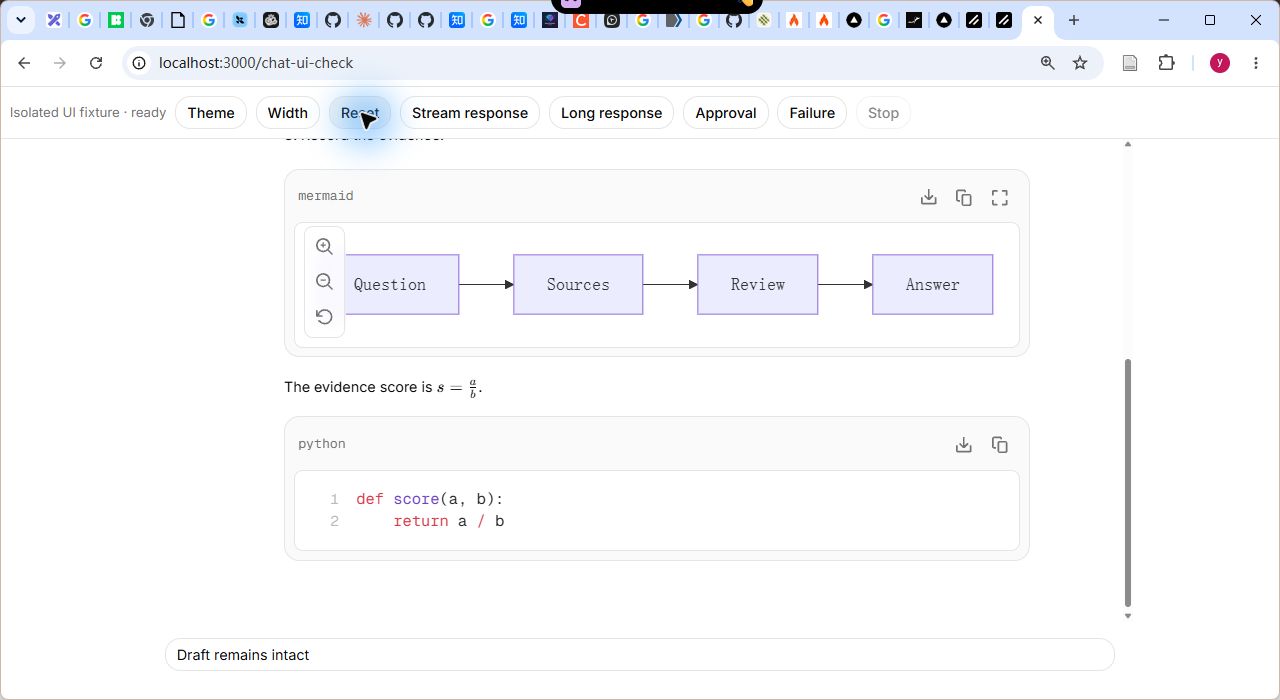 localhost:3000/chat-ui-check
y
Isolated UI fixture · ready
Theme
Width
Reset
Stream response
Long response
Approval
Failure
Stop
mermaid
Question
Sources
Review
Answer
The evidence score is s = a/b.
python
1 def score(a, b):
2     return a / b
Draft remains intact